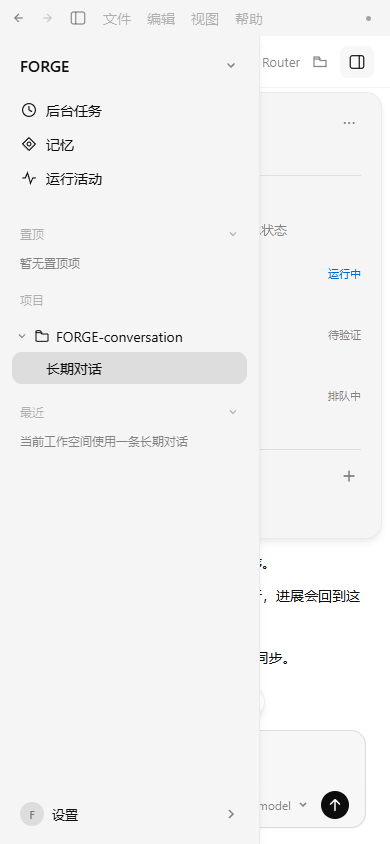 文件 编辑 视图 帮助
FORGE
Router
后台任务
记忆
运行活动
置顶
状态
暂无置顶项
运行中
项目
FORGE-conversation
待验证
长期对话
排队中
最近
当前工作空间使用一条长期对话
。
，进展会回到这
同步。
model
F 设置